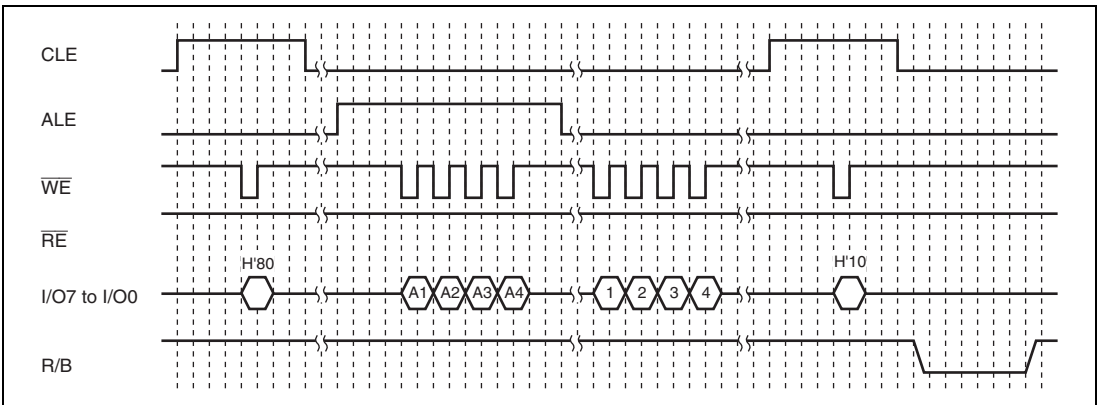 CLE
ALE
WE
RE
H'80 H'10
I/O7 to I/O0 A1 A2 A3 A4 1 2 3 4
R/B